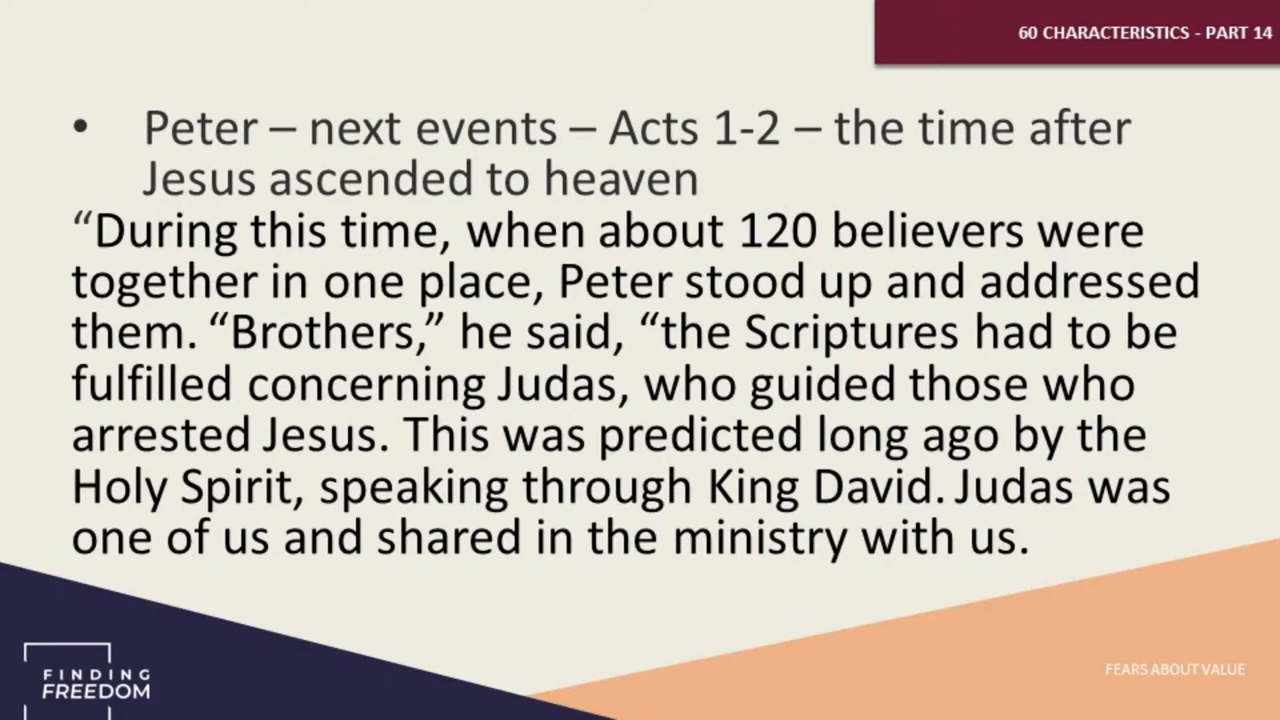 60 CHARACTERISTICS - PART 14
• Peter – next events – Acts 1-2 – the time after
Jesus ascended to heaven
“During this time, when about 120 believers were
together in one place, Peter stood up and addressed
them. “Brothers,” he said, “the Scriptures had to be
fulfilled concerning Judas, who guided those who
arrested Jesus. This was predicted long ago by the
Holy Spirit, speaking through King David. Judas was
one of us and shared in the ministry with us.
FINDING
FREEDOM
FEARS ABOUT VALUE